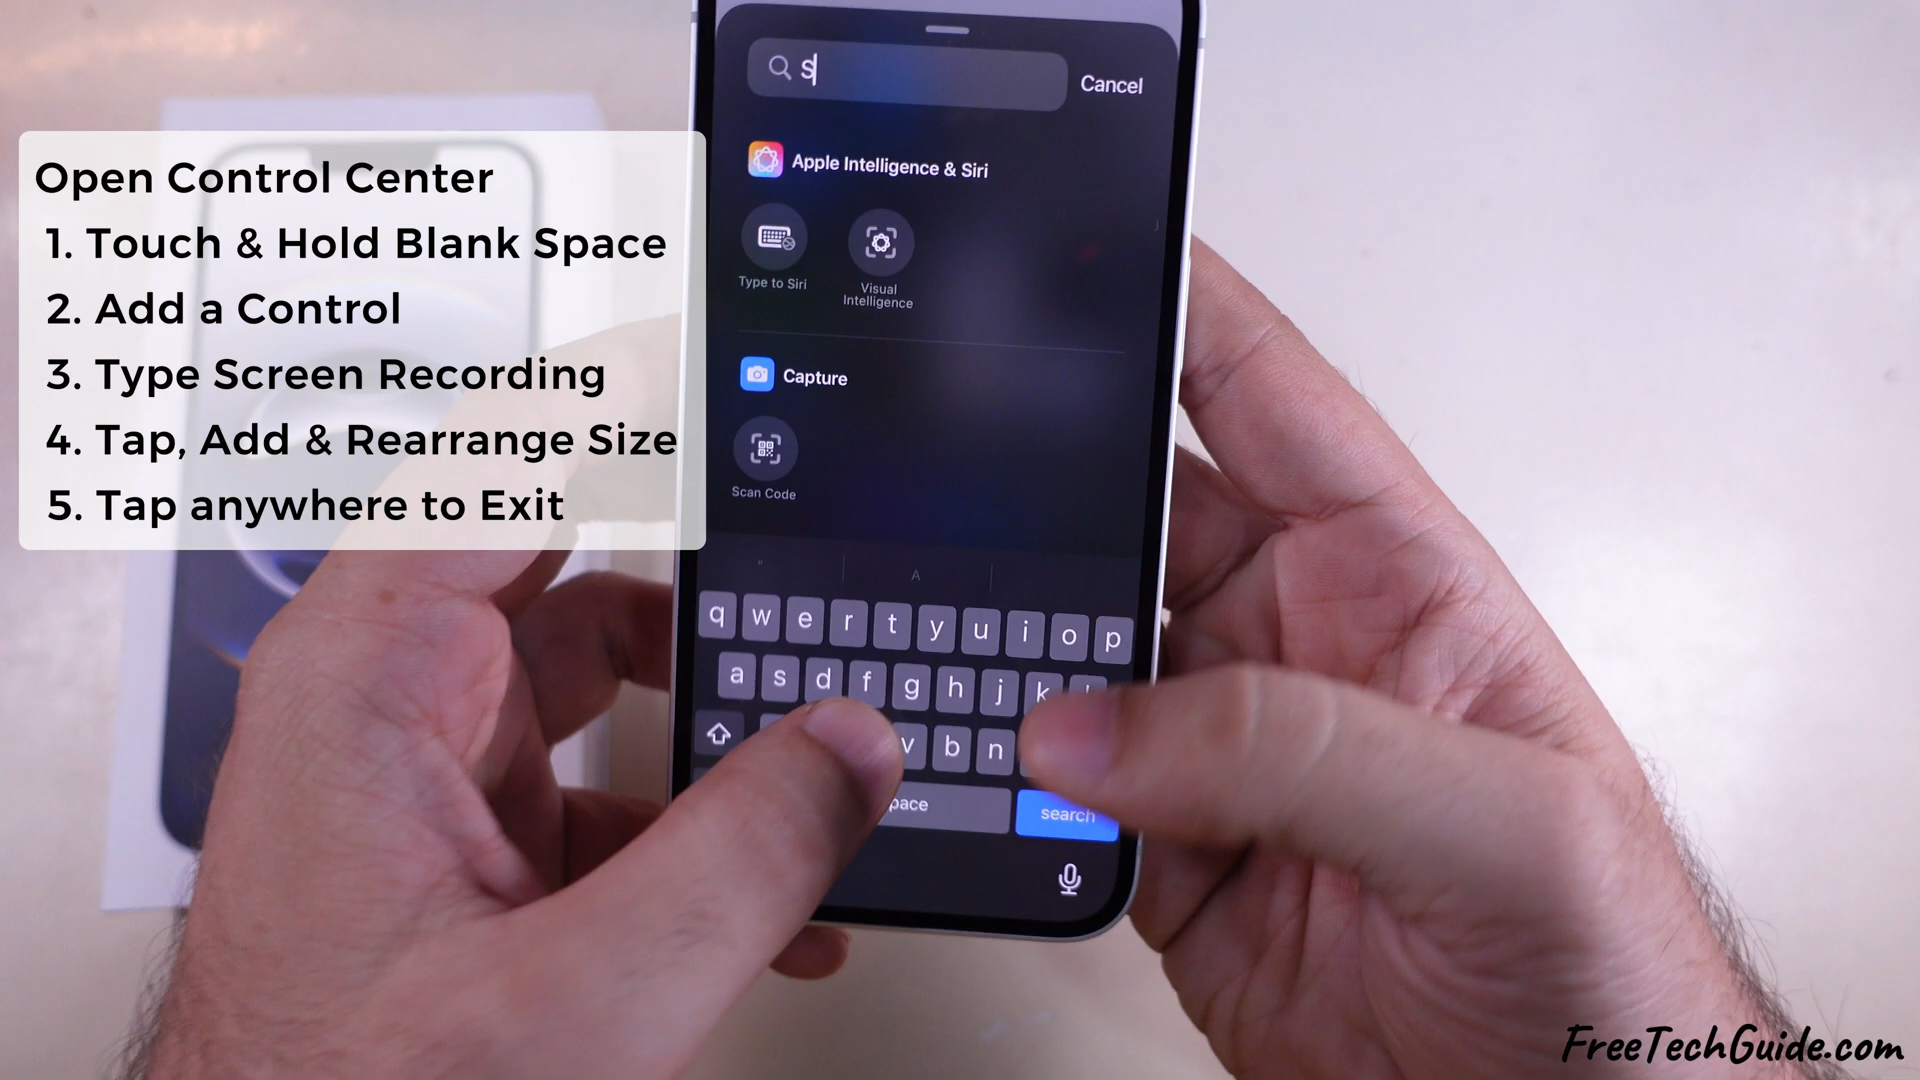 Open Control Center
1. Touch & Hold Blank Space
2. Add a Control
3. Type Screen Recording
4. Tap, Add & Rearrange Size
5. Tap anywhere to Exit
S
Cancel
Apple Intelligence & Siri
Type to Siri
Visual
Intelligence
Capture
Scan Code
A
q w e r t y u i o p
a s d f g h j k
v b n
pace
search
FreeTechGuide.com